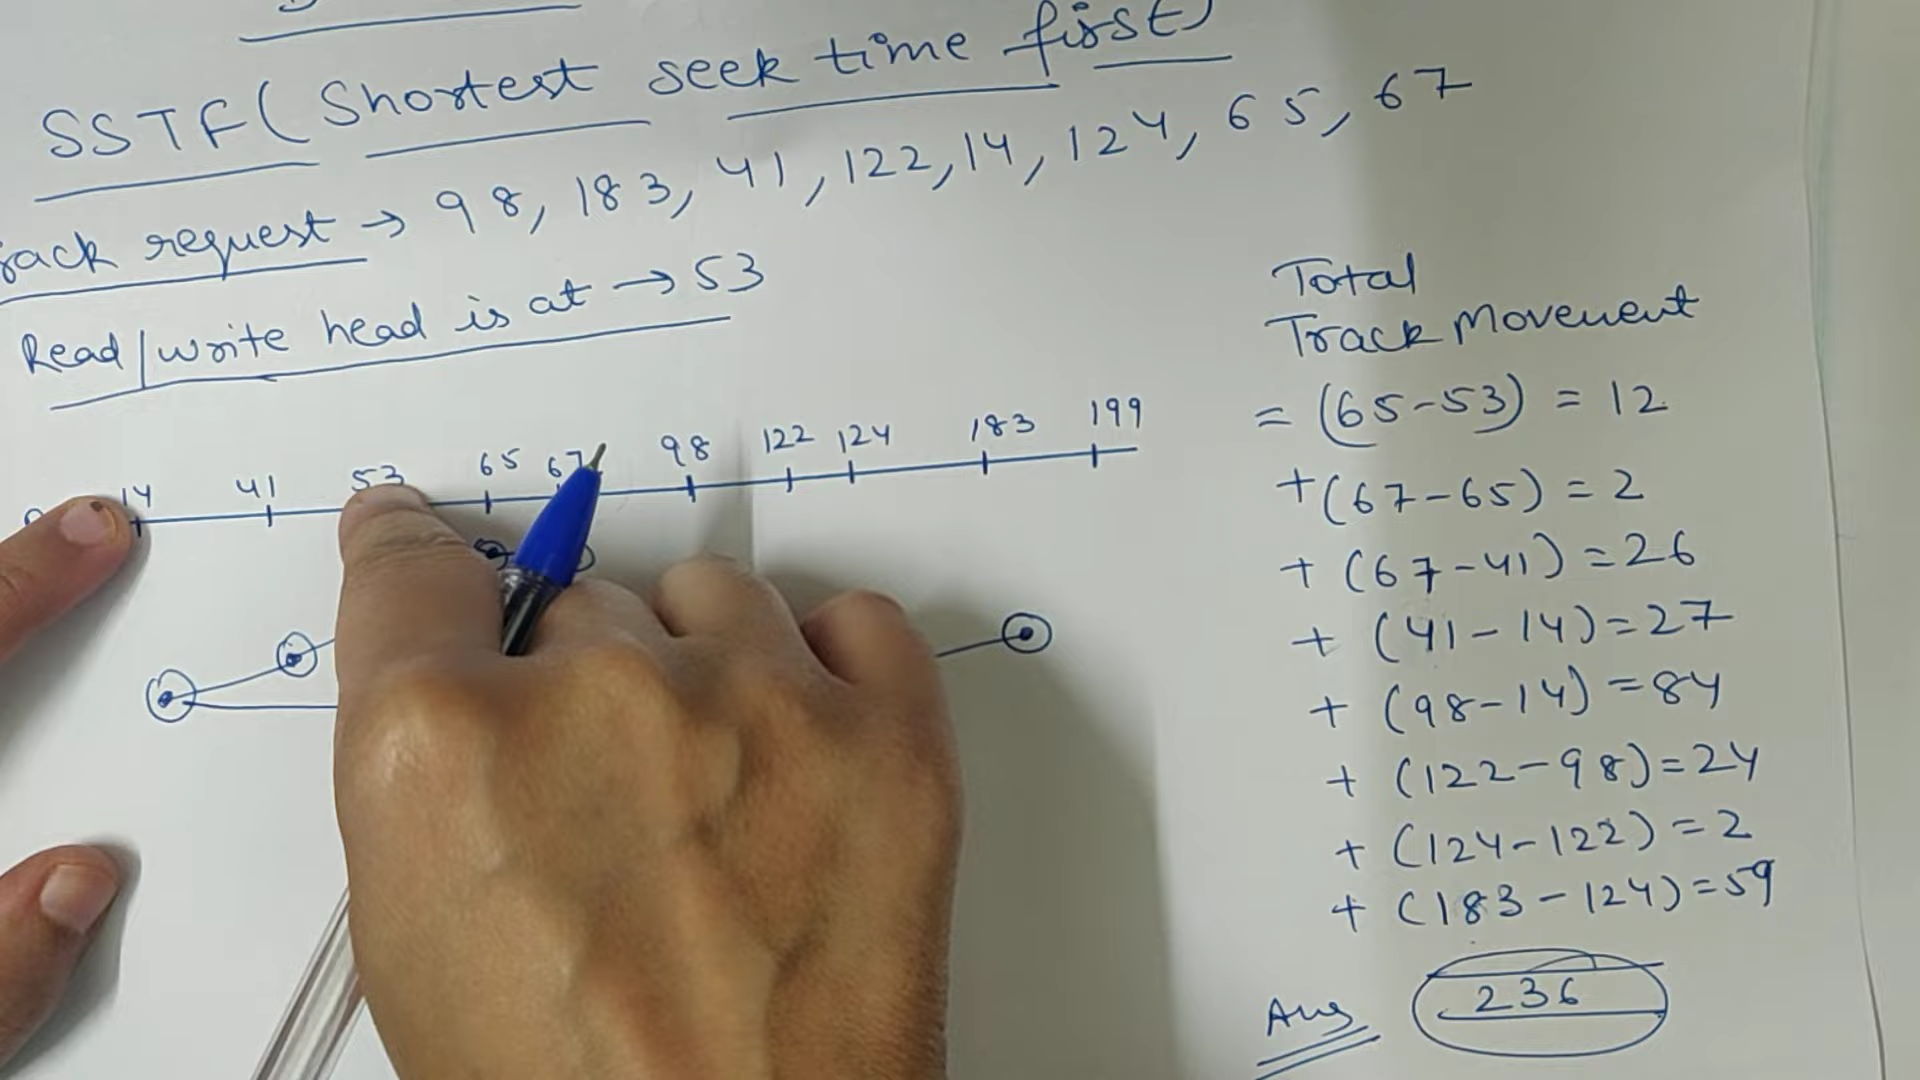 SSTF ( Shortest seek time first)
rack request → 98, 183, 41, 122, 14, 124, 65, 67
Read/write head is at → 53
14 41 53 65 67 98 122 124 183 199
Total
Track Movement
= (65-53) = 12
+ (67-65) = 2
+ (67-41) = 26
+ (41-14) = 27
+ (98-14) = 84
+ (122-98) = 24
+ (124-122) = 2
+ (183-124) = 59
Ans 236